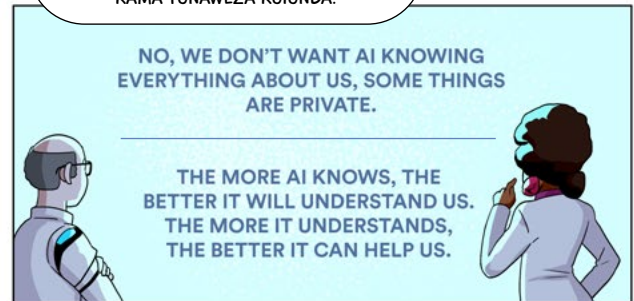 KAMA TUNAWEZA KUIUNDA.
NO, WE DON'T WANT AI KNOWING
EVERYTHING ABOUT US, SOME THINGS
ARE PRIVATE.
THE MORE AI KNOWS, THE
BETTER IT WILL UNDERSTAND US.
THE MORE IT UNDERSTANDS,
THE BETTER IT CAN HELP US.